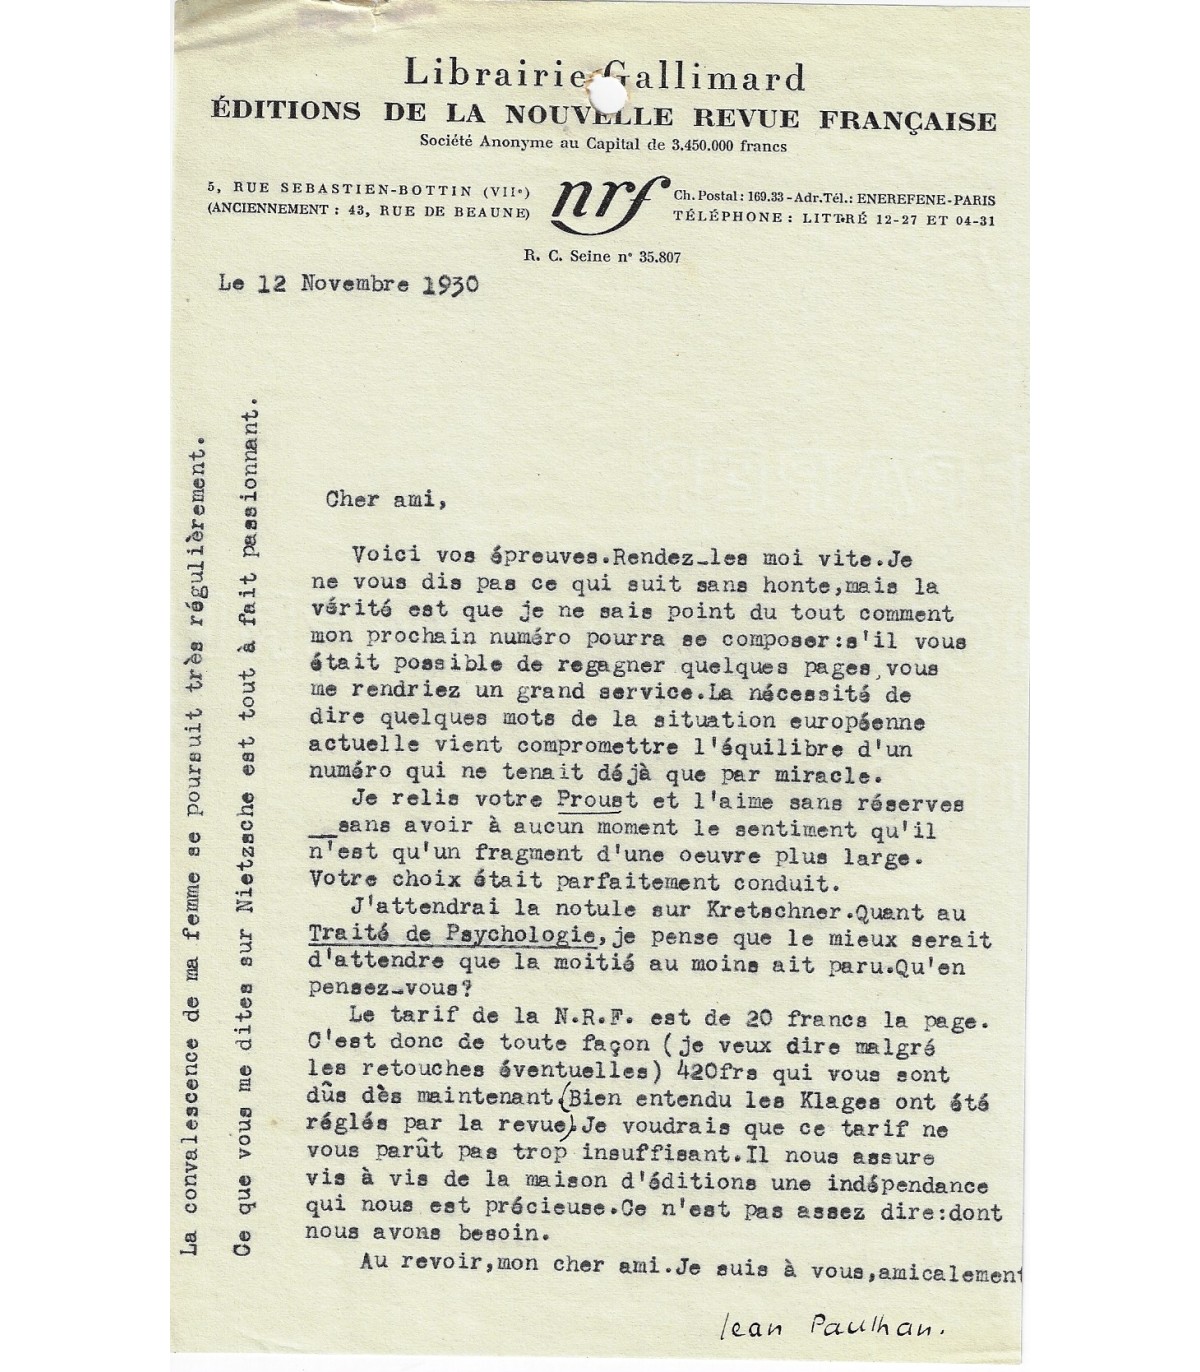 Librairie Gallimard
ÉDITIONS DE LA NOUVELLE REVUE FRANÇAISE
Société Anonyme au Capital de 3.450.000 francs
5, RUE SEBASTIEN-BOTTIN (VIIe)
(ANCIENNEMENT : 43, RUE DE BEAUNE)
nrf
Ch. Postal : 169.33 - Adr. Tél. : ENEREFENE-PARIS
TÉLÉPHONE : LITTRÉ 12-27 ET 04-31
R. C. Seine n° 35.807
Le 12 Novembre 1930
Cher ami,
Voici vos épreuves.Rendez-les moi vite.Je
ne vous dis pas ce qui suit sans honte,mais la
vérité est que je ne sais point du tout comment
mon prochain numéro pourra se composer:s'il vous
était possible de regagner quelques pages,vous
me rendriez un grand service.La nécessité de
dire quelques mots de la situation européenne
actuelle vient compromettre l'équilibre d'un
numéro qui ne tenait déjà que par miracle.
Je relis votre Proust et l'aime sans réserves
__sans avoir à aucun moment le sentiment qu'il
n'est qu'un fragment d'une oeuvre plus large.
Votre choix était parfaitement conduit.
J'attendrai la notule sur Kretschner.Quant au
Traité de Psychologie,je pense que le mieux serait
d'attendre que la moitié au moins ait paru.Qu'en
pensez-vous?
Le tarif de la N.R.F. est de 20 francs la page.
C'est donc de toute façon (je veux dire malgré
les retouches éventuelles) 420frs qui vous sont
dûs dès maintenant.(Bien entendu les Klages ont été
réglés par la revue).Je voudrais que ce tarif ne
vous parût pas trop insuffisant.Il nous assure
vis à vis de la maison d'éditions une indépendance
qui nous est précieuse.Ce n'est pas assez dire:dont
nous avons besoin.
Au revoir,mon cher ami.Je suis à vous,amicalement
Jean Paulhan.
La convalescence de ma femme se poursuit très régulièrement.
Ce que vous me dites sur Nietzsche est tout à fait passionnant.